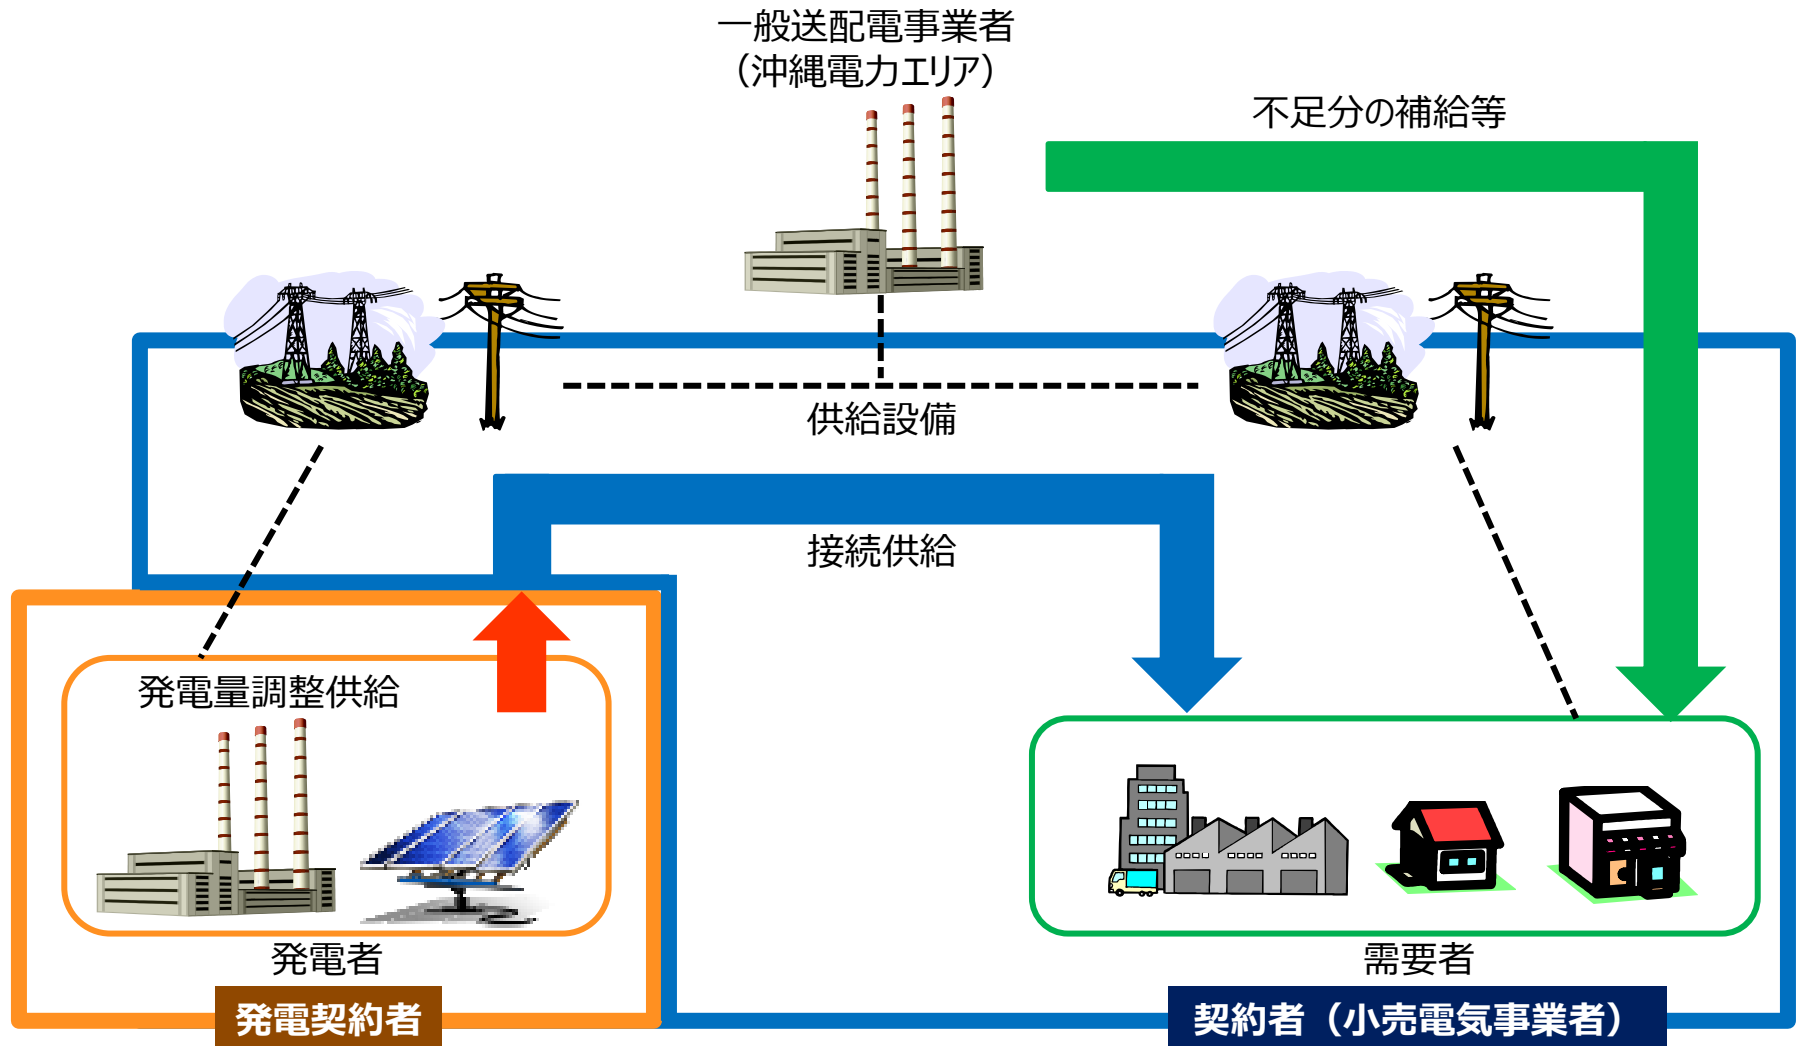 一般送配電事業者
（沖縄電力エリア）
不足分の補給等
供給設備
接続供給
発電量調整供給
発電者
需要者
発電契約者
契約者（小売電気事業者）